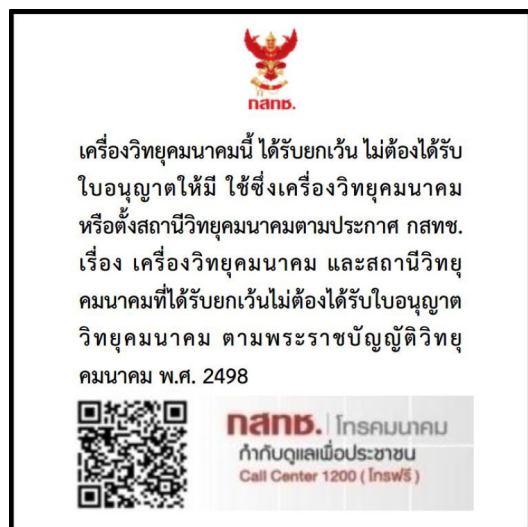 กสทช.
เครื่องวิทยุคมนาคมนี้ ได้รับยกเว้น ไม่ต้องได้รับ
ใบอนุญาตให้มี ใช้ซึ่งเครื่องวิทยุคมนาคม
หรือตั้งสถานีวิทยุคมนาคมตามประกาศ กสทช.
เรื่อง เครื่องวิทยุคมนาคม และสถานีวิทยุ
คมนาคมที่ได้รับยกเว้นไม่ต้องได้รับใบอนุญาต
วิทยุคมนาคม ตามพระราชบัญญัติวิทยุ
คมนาคม พ.ศ. 2498
กสทช. | โทรคมนาคม
กำกับดูแลเพื่อประชาชน
Call Center 1200 ( โทรฟรี )